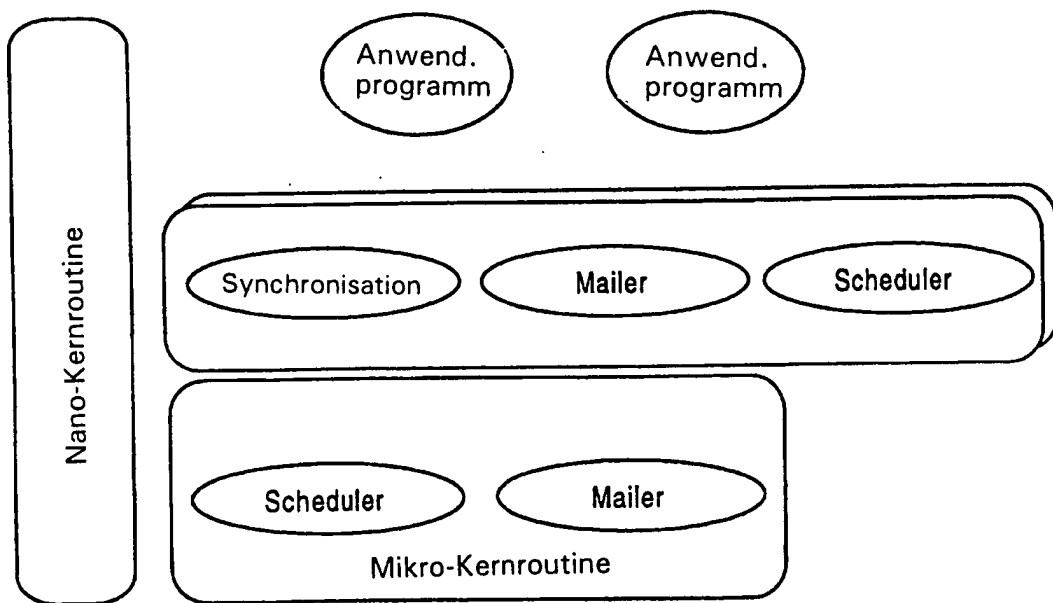 Anwend.
programm
Anwend.
programm
Nano-Kernroutine
Synchronisation
Mailer
Scheduler
Scheduler
Mailer
Mikro-Kernroutine